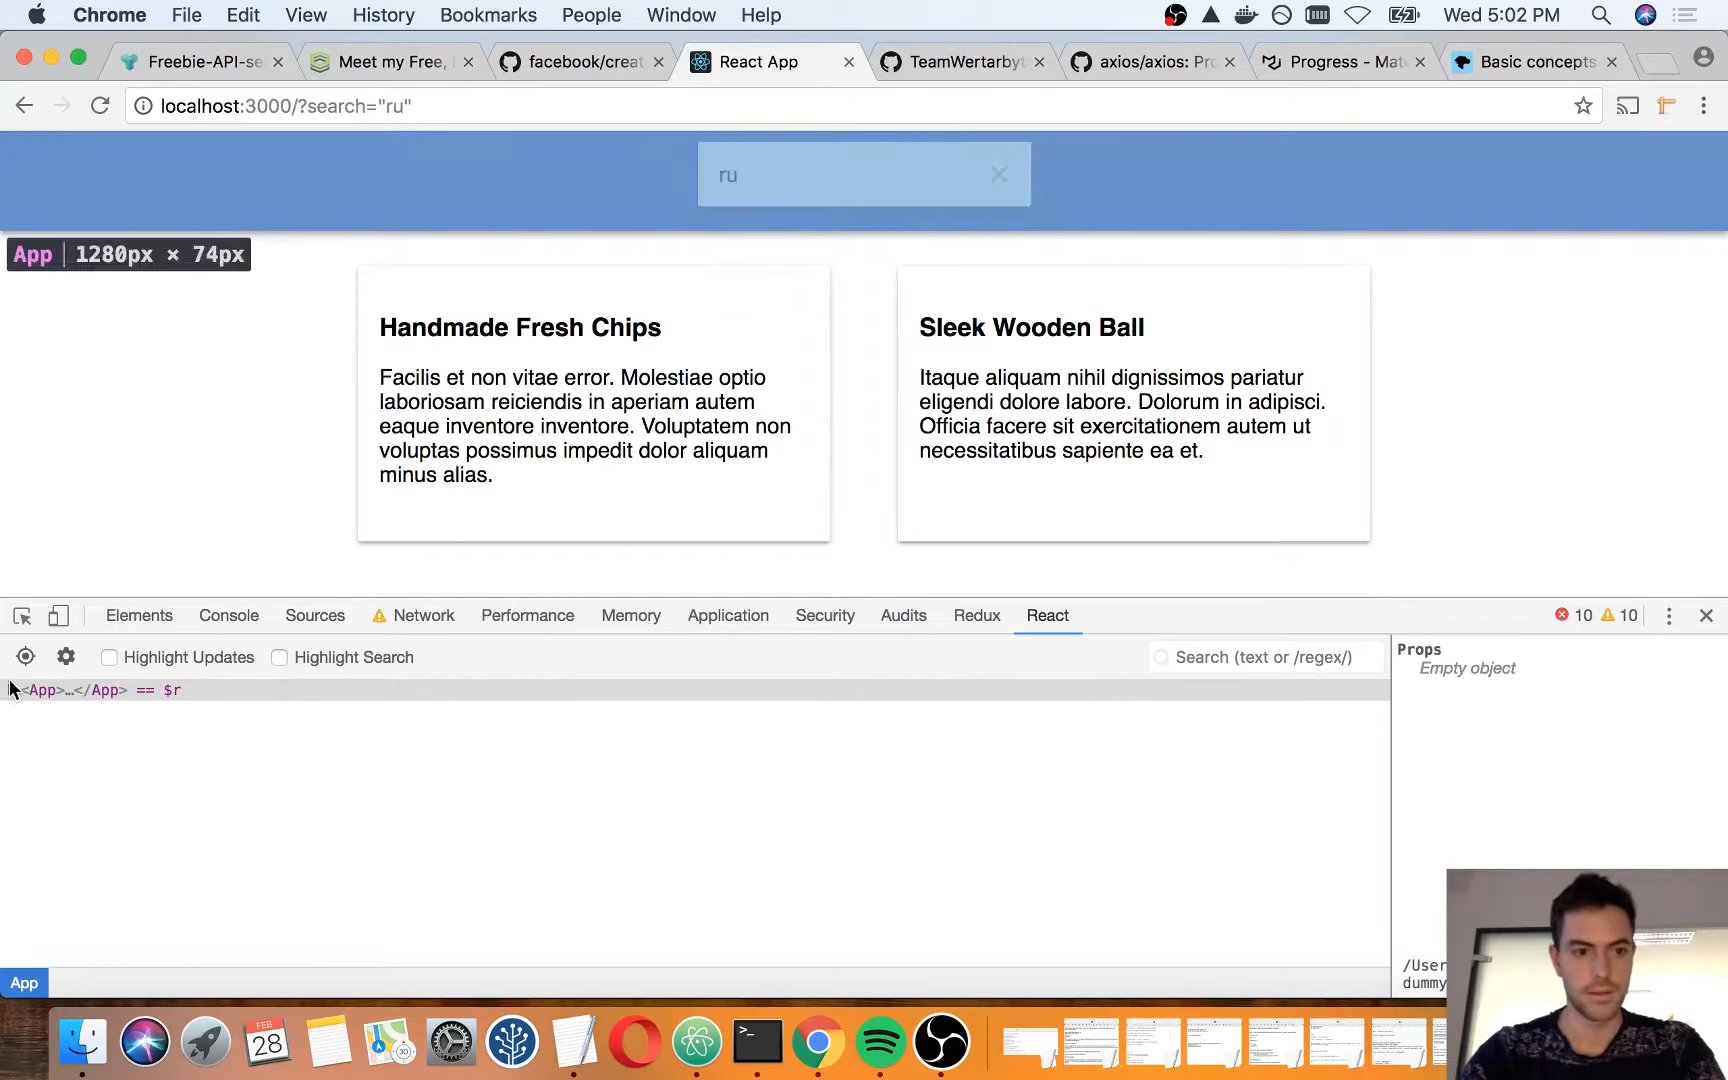 Chrome File Edit View History Bookmarks People Window Help Wed 5:02 PM
Freebie-API-se Meet my Free, facebook/creat React App TeamWertarbyt axios/axios: Pro Progress - Mate Basic concepts
localhost:3000/?search="ru"
ru
App 1280px × 74px
Handmade Fresh Chips
Facilis et non vitae error. Molestiae optio
laboriosam reiciendis in aperiam autem
eaque inventore inventore. Voluptatem non
voluptas possimus impedit dolor aliquam
minus alias.
Sleek Wooden Ball
Itaque aliquam nihil dignissimos pariatur
eligendi dolore labore. Dolorum in adipisci.
Officia facere sit exercitationem autem ut
necessitatibus sapiente ea et.
Elements Console Sources Network Performance Memory Application Security Audits Redux React 10 10
Highlight Updates Highlight Search Search (text or /regex/)
<App>…</App> == $r
Props
Empty object
/User
dummy
App
FEB
28